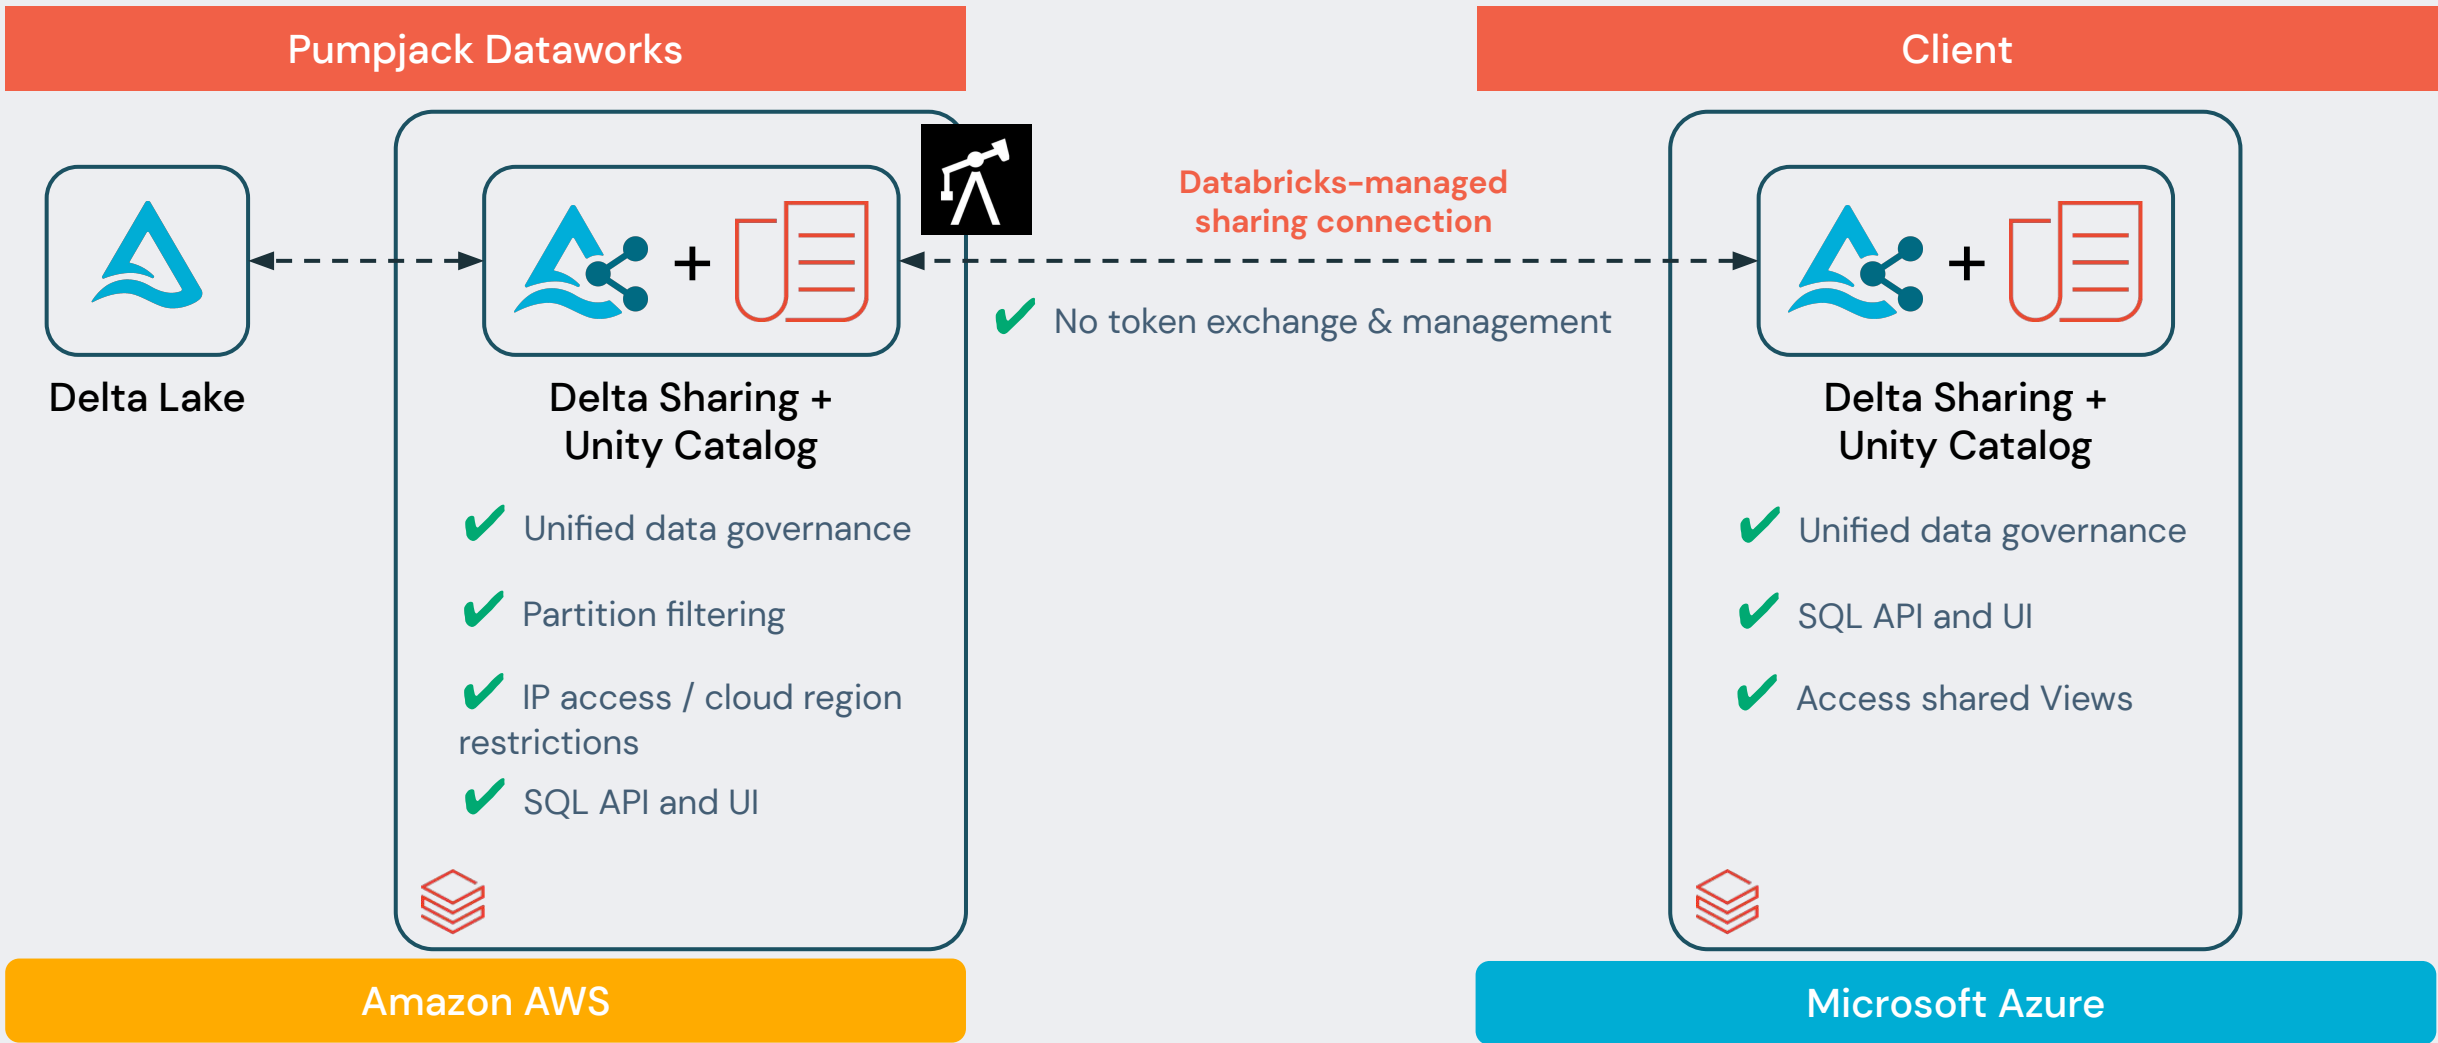 Pumpjack Dataworks
Client
Databricks-managed
sharing connection
✔ No token exchange & management
Delta Lake
Delta Sharing +
Unity Catalog
✔ Unified data governance
✔ Partition filtering
✔ IP access / cloud region
restrictions
✔ SQL API and UI
Delta Sharing +
Unity Catalog
✔ Unified data governance
✔ SQL API and UI
✔ Access shared Views
Amazon AWS
Microsoft Azure